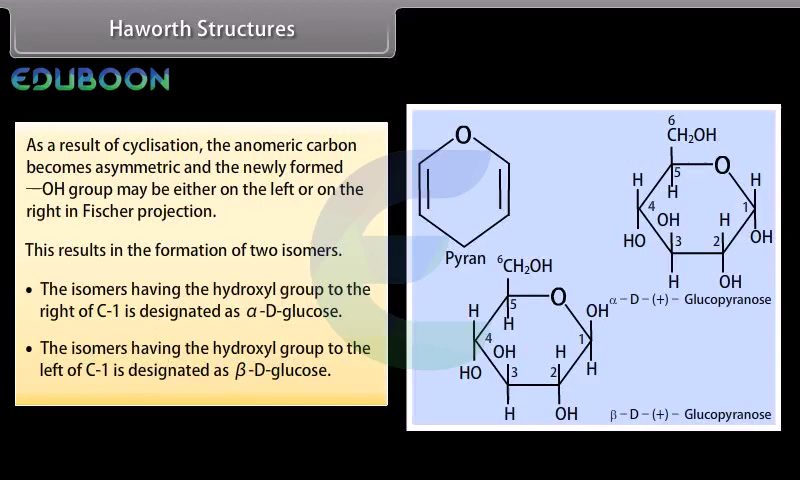 Haworth Structures
EDUBOON
As a result of cyclisation, the anomeric carbon
becomes asymmetric and the newly formed
—OH group may be either on the left or on the
right in Fischer projection.
This results in the formation of two isomers.
• The isomers having the hydroxyl group to the
right of C-1 is designated as α-D-glucose.
• The isomers having the hydroxyl group to the
left of C-1 is designated as β-D-glucose.
O
Pyran
6
CH₂OH
5
O
H
H
H
4
1
OH
H
HO
3
2
OH
H
OH
α – D – (+) – Glucopyranose
⁶CH₂OH
5
O
OH
H
H
4
1
OH
H
HO
3
2
H
H
OH
β – D – (+) – Glucopyranose